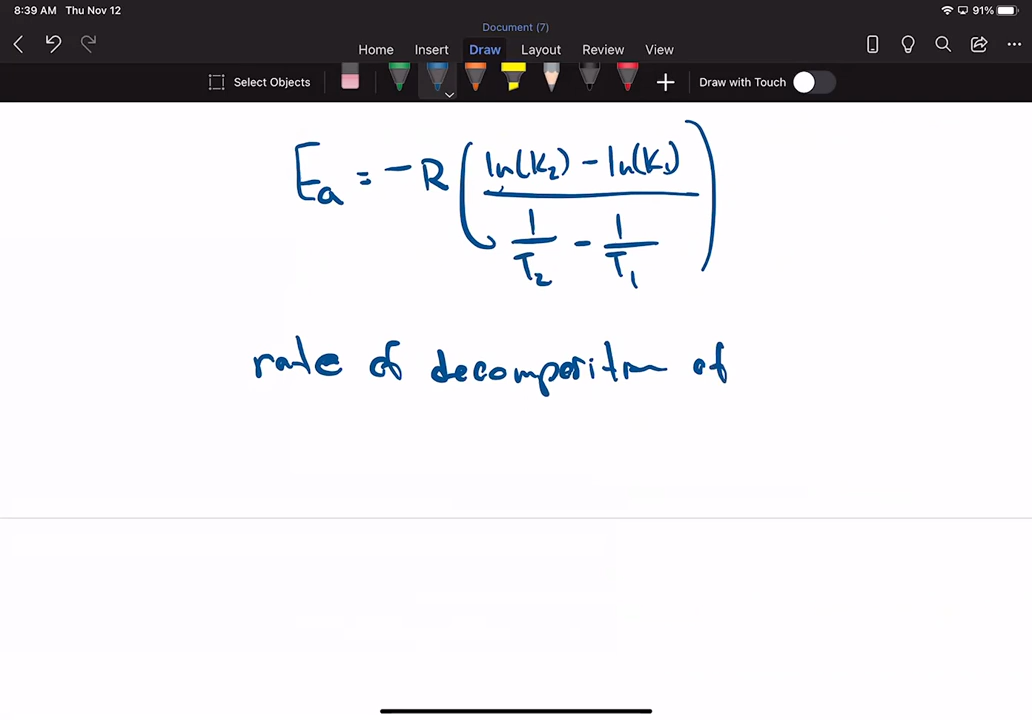 8:39 AM Thu Nov 12 91%
Document (7)
Home Insert Draw Layout Review View
Select Objects Draw with Touch
Ea = -R ( (ln(k2) - ln(k1)) / (1/T2 - 1/T1) )
rate of decomposition of